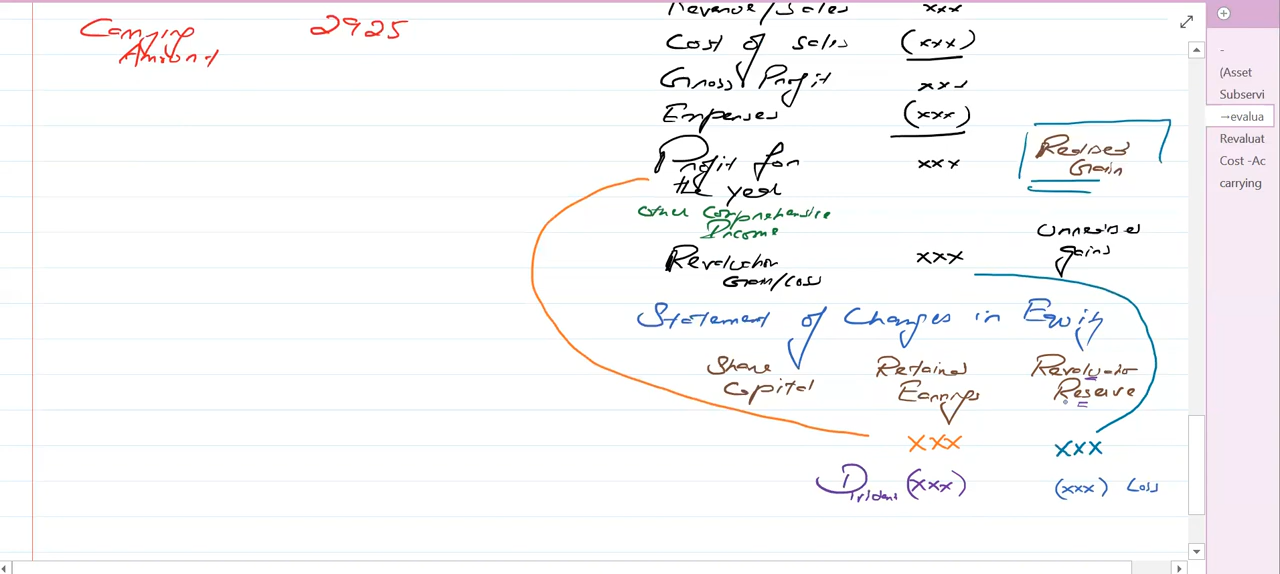 Carrying 2925
Amount
Revenue/Sales xxx
Cost of Sales (xxx)
Gross Profit xxx
Expenses (xxx)
Profit for xxx
the year
Realised
Gain
Other Comprehensive
Income
Unrealised
gains
Revaluation xxx
Gain/Loss
Statement of Changes in Equity
Share Retained Revaluation
Capital Earnings Reserve
xxx xxx
Dividend (xxx) (xxx) Loss
-
(Asset
Subservi
→evalua
Revaluat
Cost -Ac
carrying